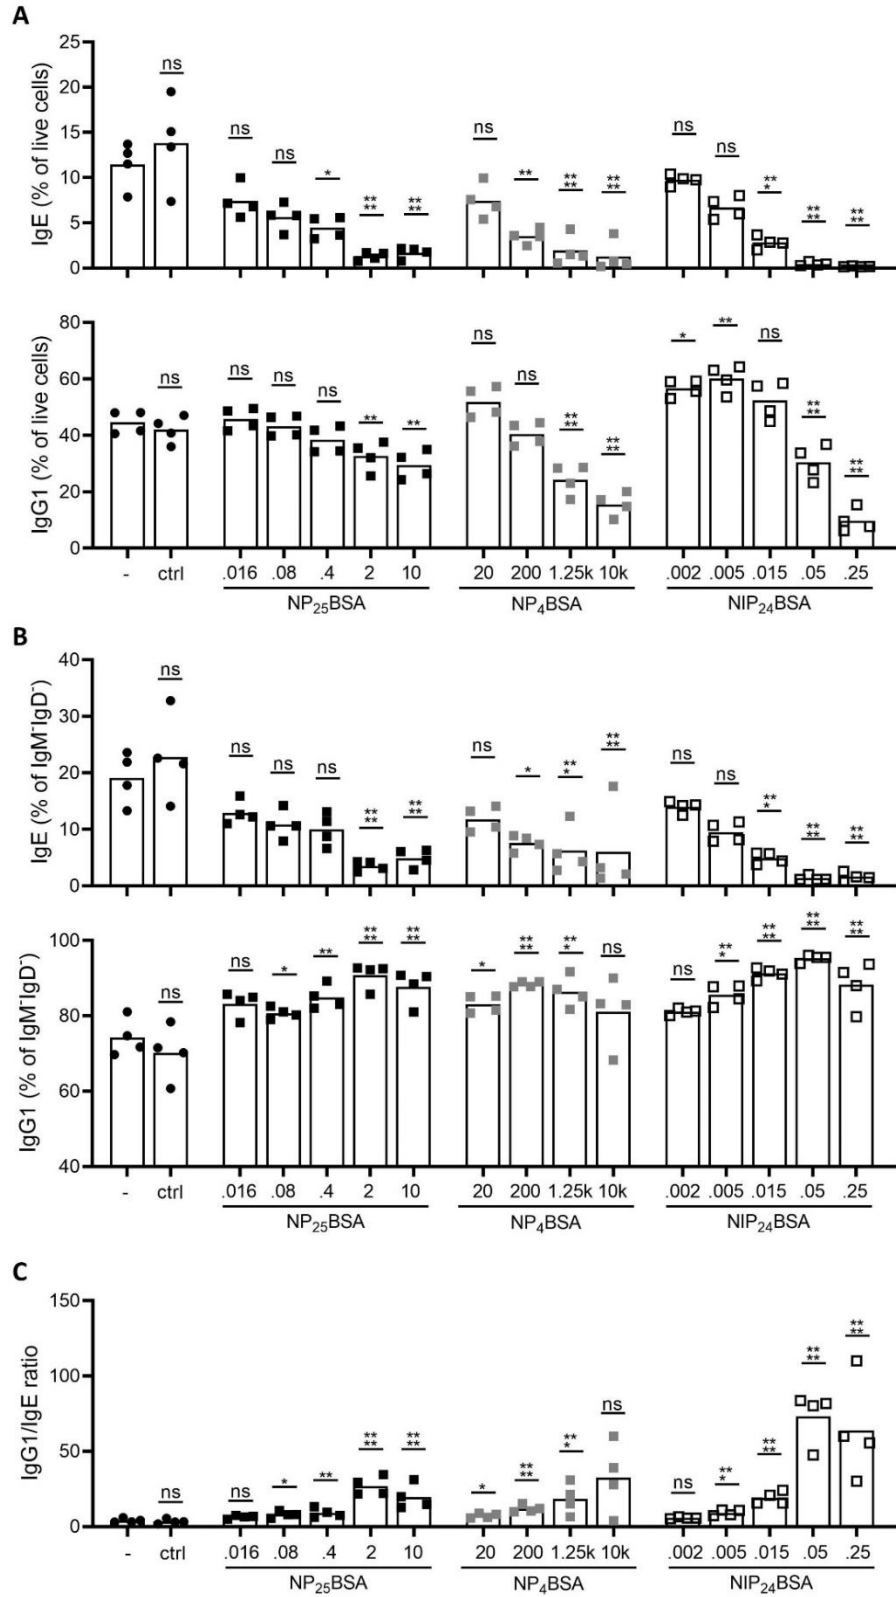 A
IgE (% of live cells)
25
20
15
10
5
0
ns
ns ns * ** ** ** **
ns ** ** ** ** **
ns ns ** * ** ** ** **
IgG1 (% of live cells)
80
60
40
20
0
ns
ns ns ns ** **
ns ns ** ** ** **
* ** ns ** ** ** **
- ctrl .016 .08 .4 2 10 20 200 1.25k 10k .002 .005 .015 .05 .25
NP₂₅BSA NP₄BSA NIP₂₄BSA
B
IgE (% of IgM⁻IgD⁻)
40
30
20
10
0
ns
ns ns ns ** ** ** **
ns * ** * ** **
ns ns ** * ** ** ** **
IgG1 (% of IgM⁻IgD⁻)
100
80
60
40
ns
ns * ** ** ** ** **
* ** ** ** * ns
ns ** * ** ** ** ** ** **
- ctrl .016 .08 .4 2 10 20 200 1.25k 10k .002 .005 .015 .05 .25
NP₂₅BSA NP₄BSA NIP₂₄BSA
C
IgG1/IgE ratio
150
100
50
0
ns
ns * ** ** ** ** **
* ** ** ** * ns
ns ** * ** ** ** ** ** **
- ctrl .016 .08 .4 2 10 20 200 1.25k 10k .002 .005 .015 .05 .25
NP₂₅BSA NP₄BSA NIP₂₄BSA